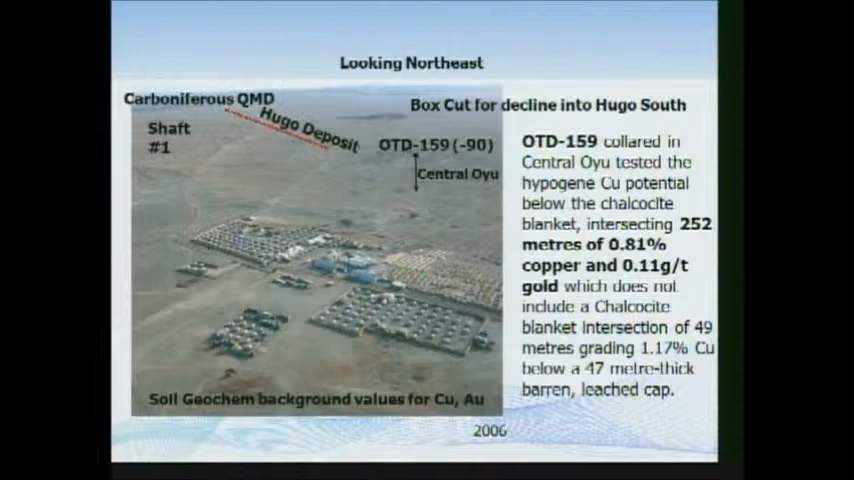 Looking Northeast
Carboniferous QMD
Hugo Deposit
Shaft
#1
Box Cut for decline into Hugo South
OTD-159 (-90)
Central Oyu
OTD-159 collared in
Central Oyu tested the
hypogene Cu potential
below the chalcocite
blanket, intersecting 252
metres of 0.81%
copper and 0.11g/t
gold which does not
include a Chalcocite
blanket intersection of 49
metres grading 1.17% Cu
below a 47 metre-thick
barren, leached cap.
Soil Geochem background values for Cu, Au
2006